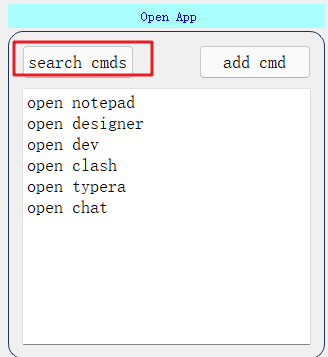 Open App
search cmds add cmd
open notepad
open designer
open dev
open clash
open typera
open chat